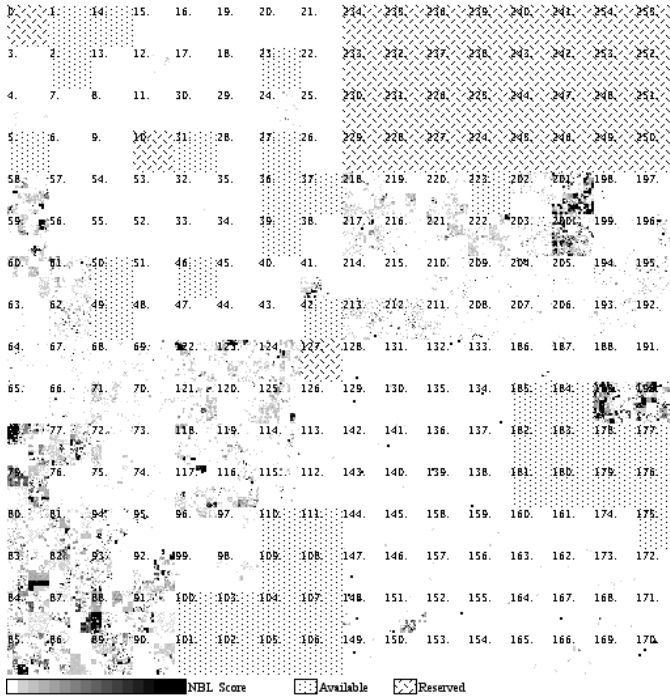 0. 1. 14. 15. 16. 19. 20. 21. 234. 235. 236. 239. 240. 241. 254. 255.
3. 2. 13. 12. 17. 18. 23. 22. 233. 232. 237. 238. 243. 242. 253. 252.
4. 7. 8. 11. 30. 29. 24. 25. 230. 231. 226. 225. 244. 247. 248. 251.
5. 6. 9. 10. 31. 28. 27. 26. 229. 228. 227. 224. 245. 246. 249. 250.
58. 57. 54. 53. 32. 35. 36. 37. 218. 219. 220. 223. 202. 201. 198. 197.
59. 56. 55. 52. 33. 34. 39. 38. 217. 216. 221. 222. 203. 200. 199. 196.
60. 61. 50. 51. 46. 45. 40. 41. 214. 215. 210. 209. 204. 205. 194. 195.
63. 62. 49. 48. 47. 44. 43. 42. 213. 212. 211. 208. 207. 206. 193. 192.
64. 67. 68. 69. 122. 123. 124. 127. 128. 131. 132. 133. 186. 187. 188. 191.
65. 66. 71. 70. 121. 120. 125. 126. 129. 130. 135. 134. 185. 184.
77. 72. 73. 118. 119. 114. 113. 142. 141. 136. 137. 182. 183. 178. 177.
79. 76. 75. 74. 117. 116. 115. 112. 143. 140. 139. 138. 181. 180. 179. 176.
80. 81. 94. 95. 96. 97. 110. 111. 144. 145. 158. 159. 160. 161. 174. 175.
83. 82. 93. 92. 99. 98. 109. 108. 147. 146. 157. 156. 163. 162. 173. 172.
84. 87. 88. 91. 100. 103. 104. 107. 148. 151. 152. 155. 164. 167. 168. 171.
85. 86. 89. 90. 101. 102. 105. 106. 149. 150. 153. 154. 165. 166. 169. 170.
NBL Score Available Reserved